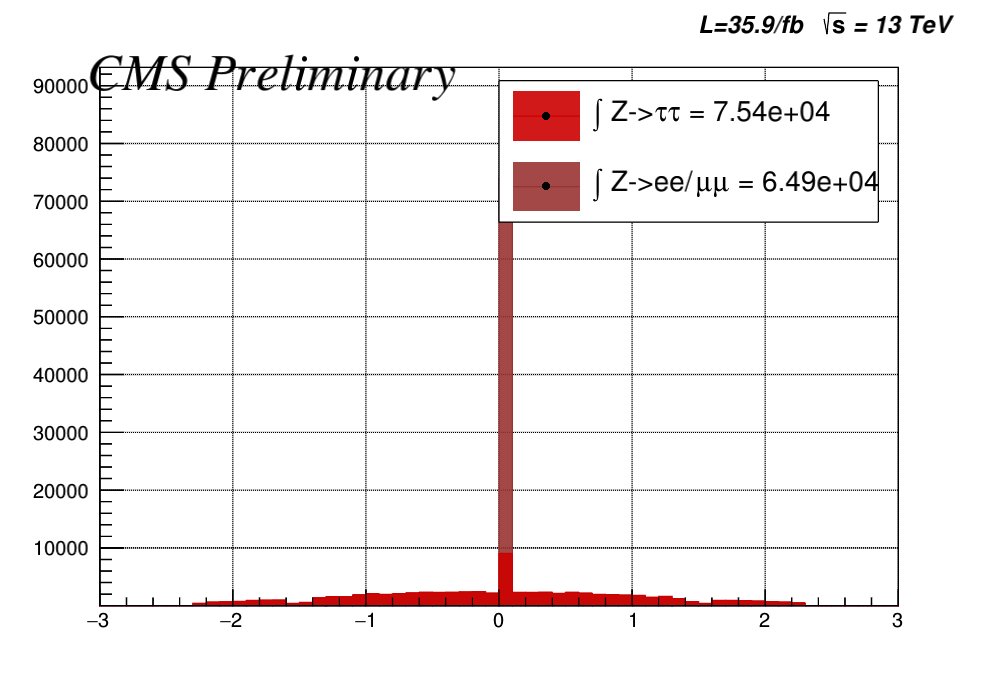 L=35.9/fb √s = 13 TeV
CMS Preliminary
∫ Z->ττ = 7.54e+04
∫ Z->ee/μμ = 6.49e+04
90000
80000
70000
60000
50000
40000
30000
20000
10000
−3 −2 −1 0 1 2 3